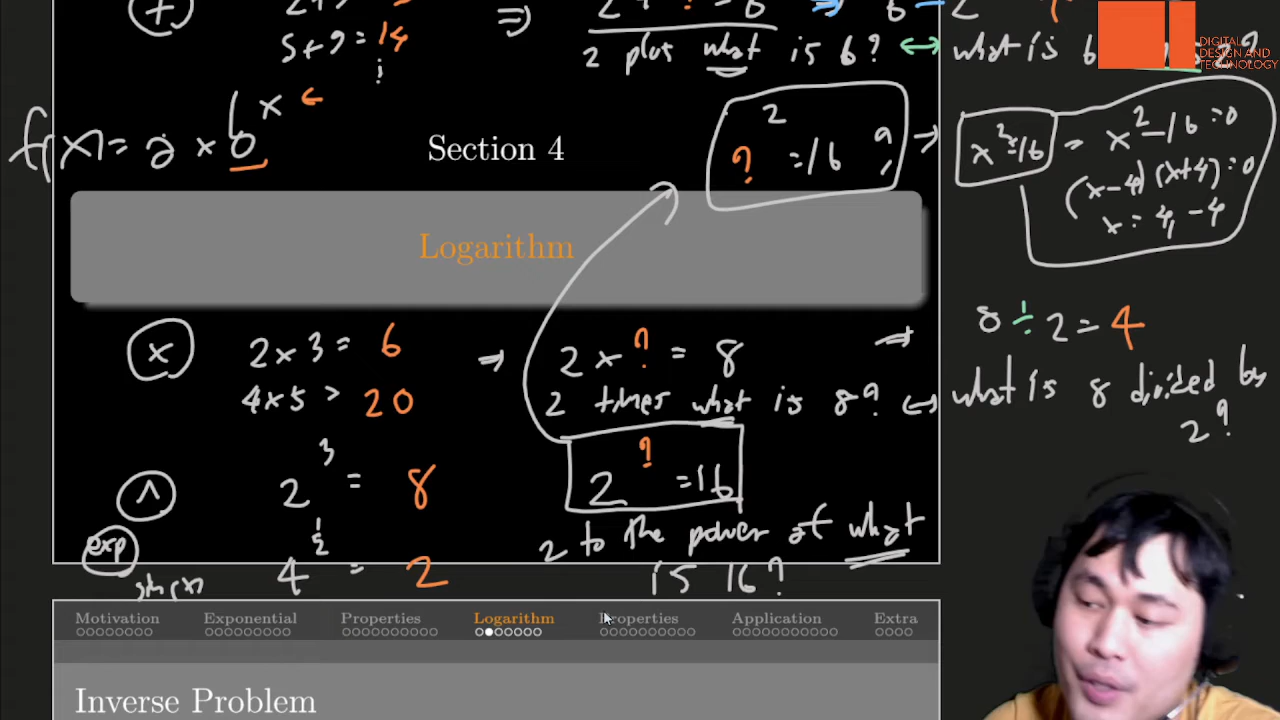 5+9=14
2 plot what is 6? ↔ what is 6
DIGITAL
DESIGN AND
TECHNOLOGY
f(x) = a × b^x ←
Section 4
?^2 = 16 ?
x^2-16 = x^2-16=0
(x-4)(x+4)=0
x = 4, -4
Logarithm
8 ÷ 2 = 4
× 2×3= 6 ⇒ 2 × ? = 8 ⇒
4×5 = 20 2 times what is 8? ↔ what is 8 divided by 2?
^ 2^3 = 8 2^? =16
exp 4^1/2 = 2 2 to the power of what
is 16?
Motivation Exponential Properties Logarithm Properties Application Extra
Inverse Problem